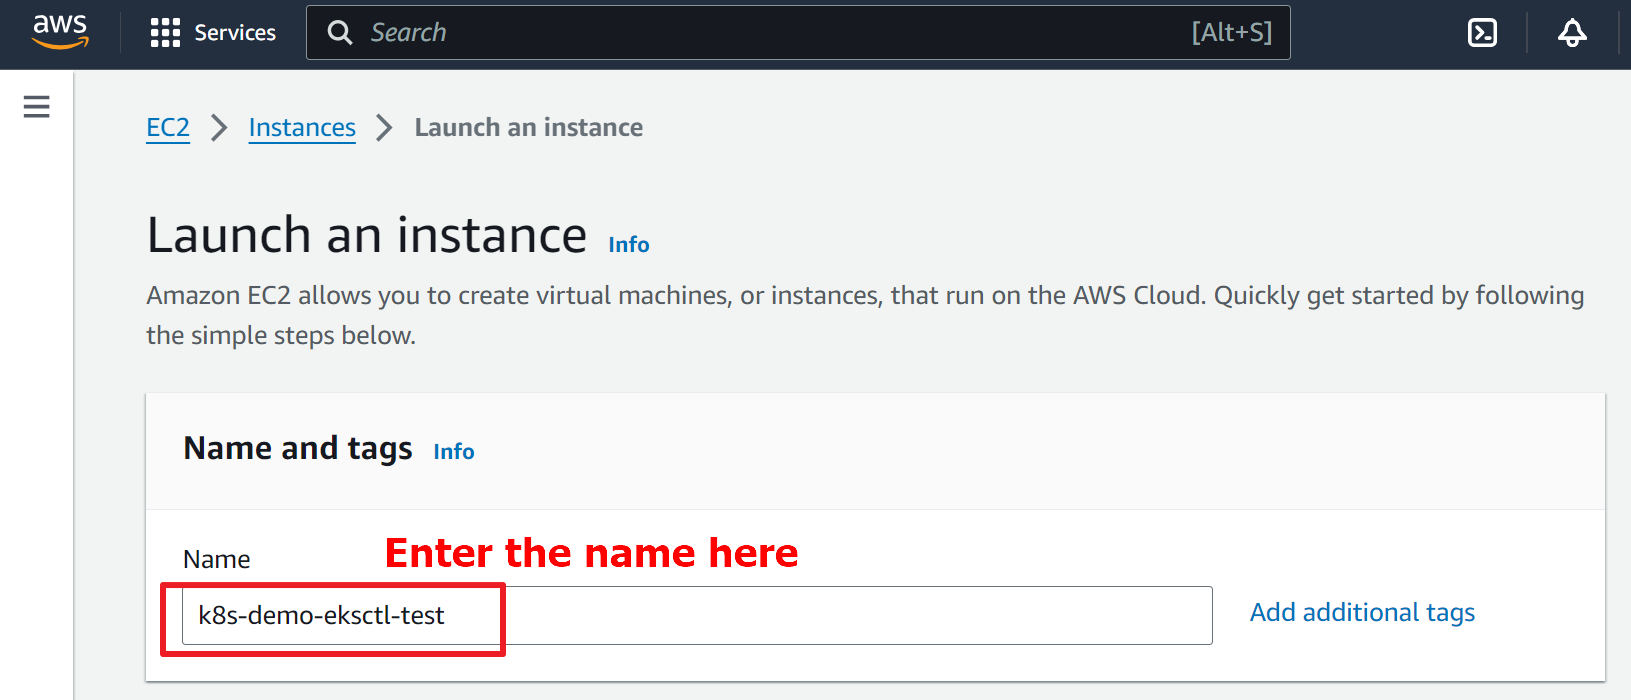 aws Services Search [Alt+S]
EC2 Instances Launch an instance
Launch an instance Info
Amazon EC2 allows you to create virtual machines, or instances, that run on the AWS Cloud. Quickly get started by following
the simple steps below.
Name and tags Info
Name Enter the name here
k8s-demo-eksctl-test Add additional tags